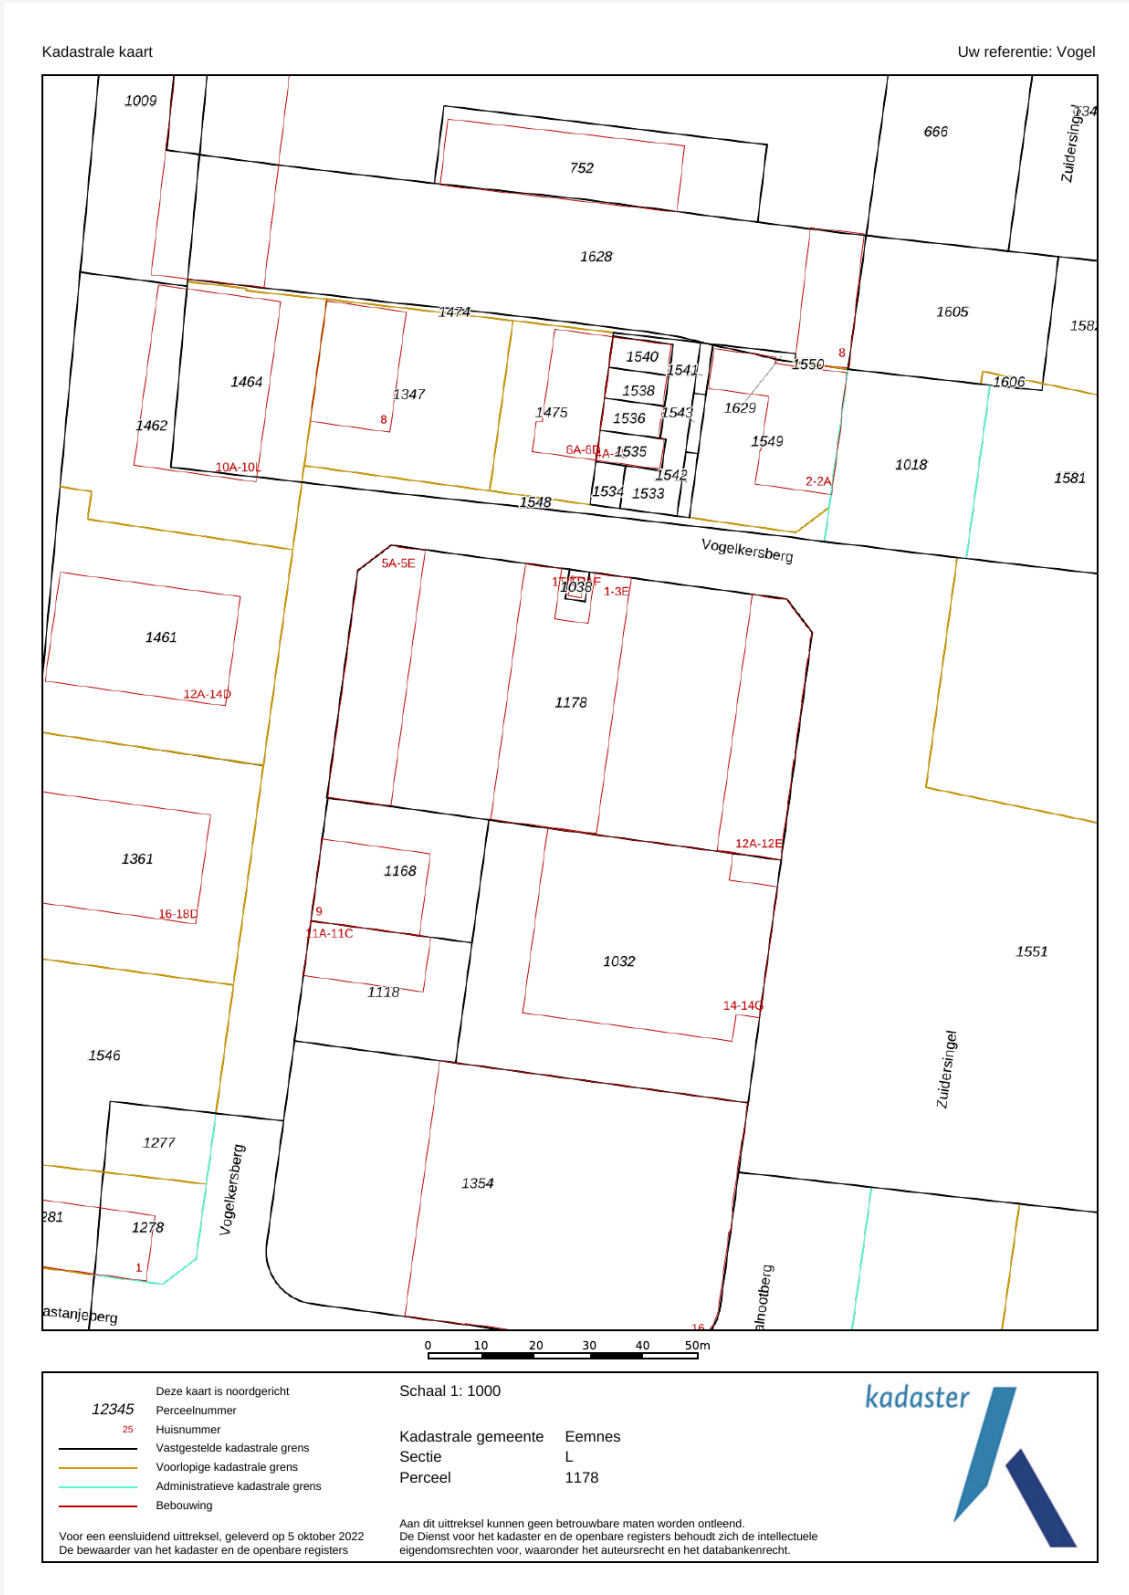 Kadastrale kaart
Uw referentie: Vogel
1009
666
Zuidersingel
752
1628
1474
1605
1464
1347
8
1462
10A-10L
1475
6A-6D
1540
1538
1536
1535
1534
1533
1541
1543
1542
1629
1550
8
1549
2-2A
1606
1018
1581
1548
Vogelkersberg
5A-5E
1038
1-3E
1461
12A-14D
1178
12A-12E
1361
16-18D
1168
9
11A-11C
1118
1032
14-14G
1551
Zuidersingel
1546
1277
Vogelkersberg
1354
281
1278
1
astanjeberg
alnootberg
16
0 10 20 30 40 50m
Deze kaart is noordgericht
12345 Perceelnummer
25 Huisnummer
Vastgestelde kadastrale grens
Voorlopige kadastrale grens
Administratieve kadastrale grens
Bebouwing
Voor een eensluidend uittreksel, geleverd op 5 oktober 2022
De bewaarder van het kadaster en de openbare registers
Schaal 1: 1000
Kadastrale gemeente Eemnes
Sectie L
Perceel 1178
Aan dit uittreksel kunnen geen betrouwbare maten worden ontleend.
De Dienst voor het kadaster en de openbare registers behoudt zich de intellectuele
eigendomsrechten voor, waaronder het auteursrecht en het databankenrecht.
kadaster